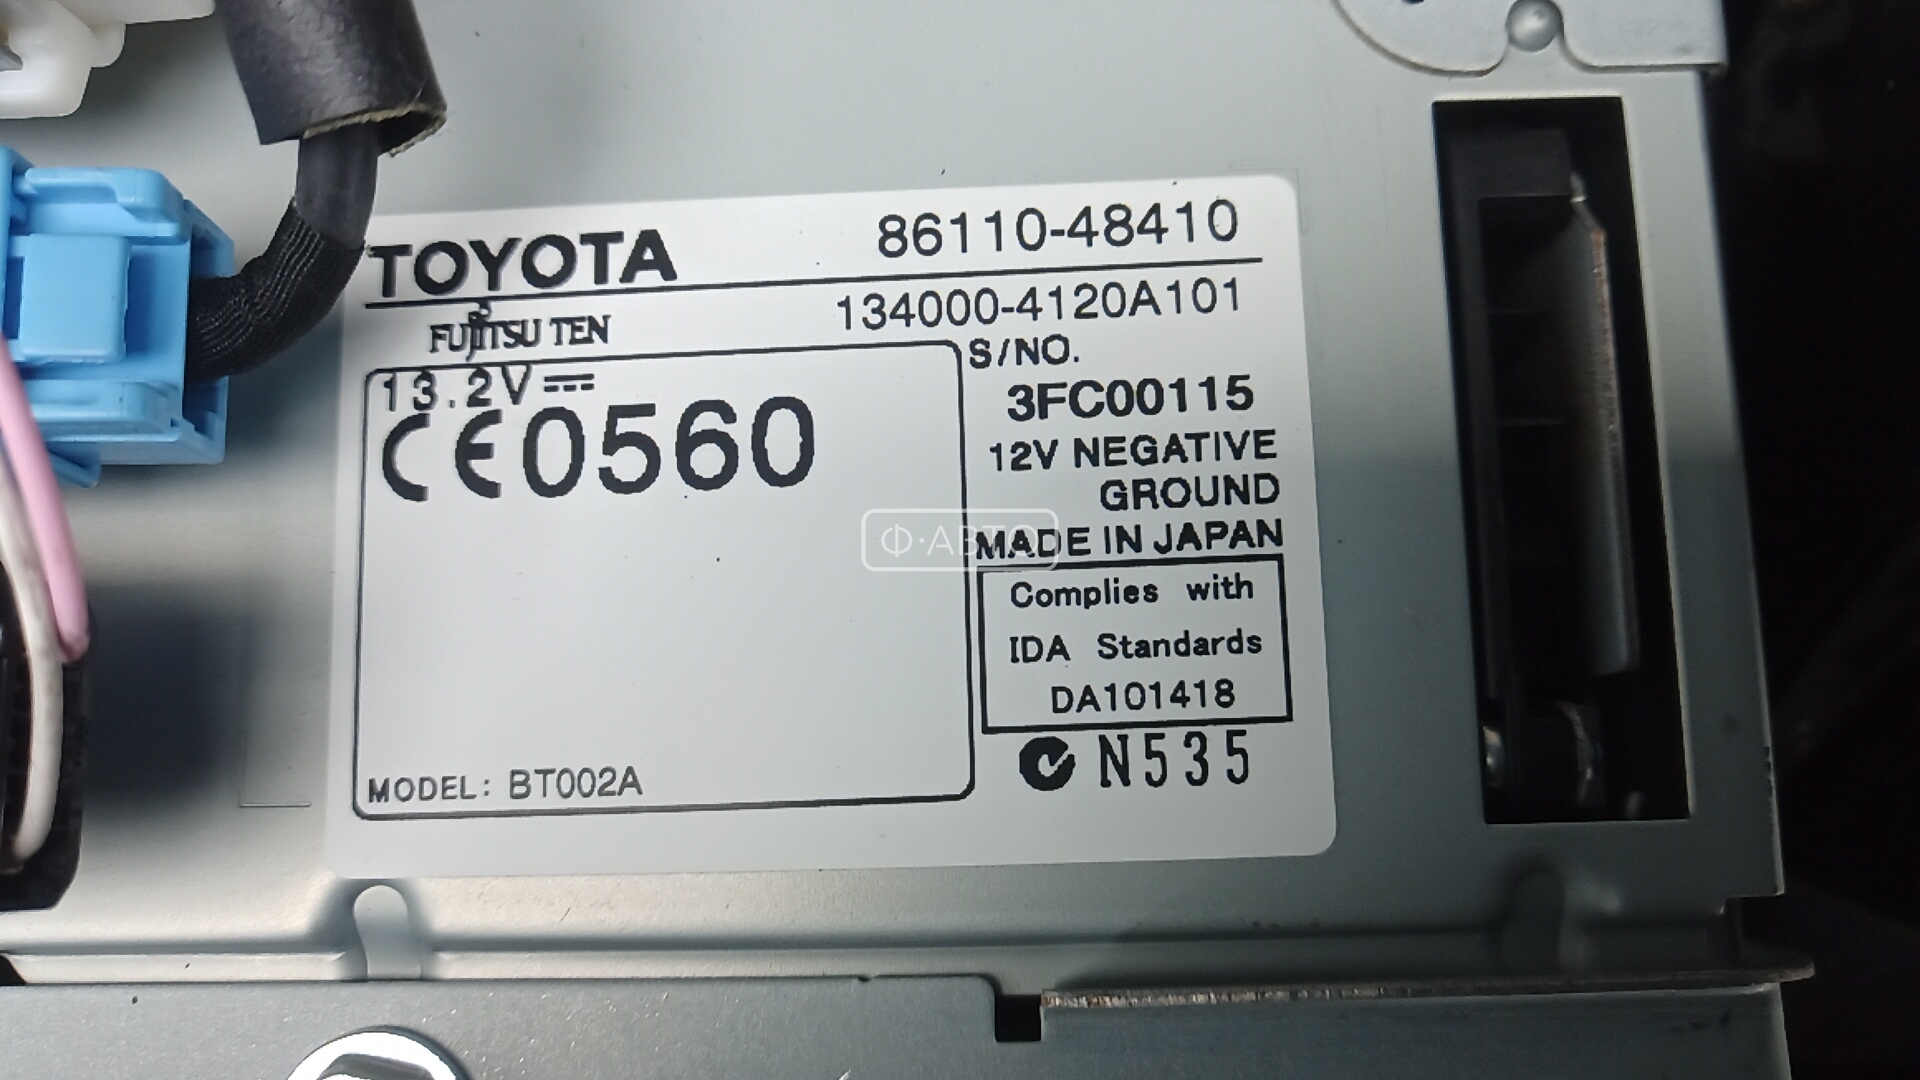 TOYOTA 86110-48410
FUJITSU TEN 134000-4120A101
13.2V
S/NO.
3FC00115
CE0560
12V NEGATIVE
GROUND
MADE IN JAPAN
Ф·АВТО
Complies with
IDA Standards
DA101418
N535
MODEL: BT002A